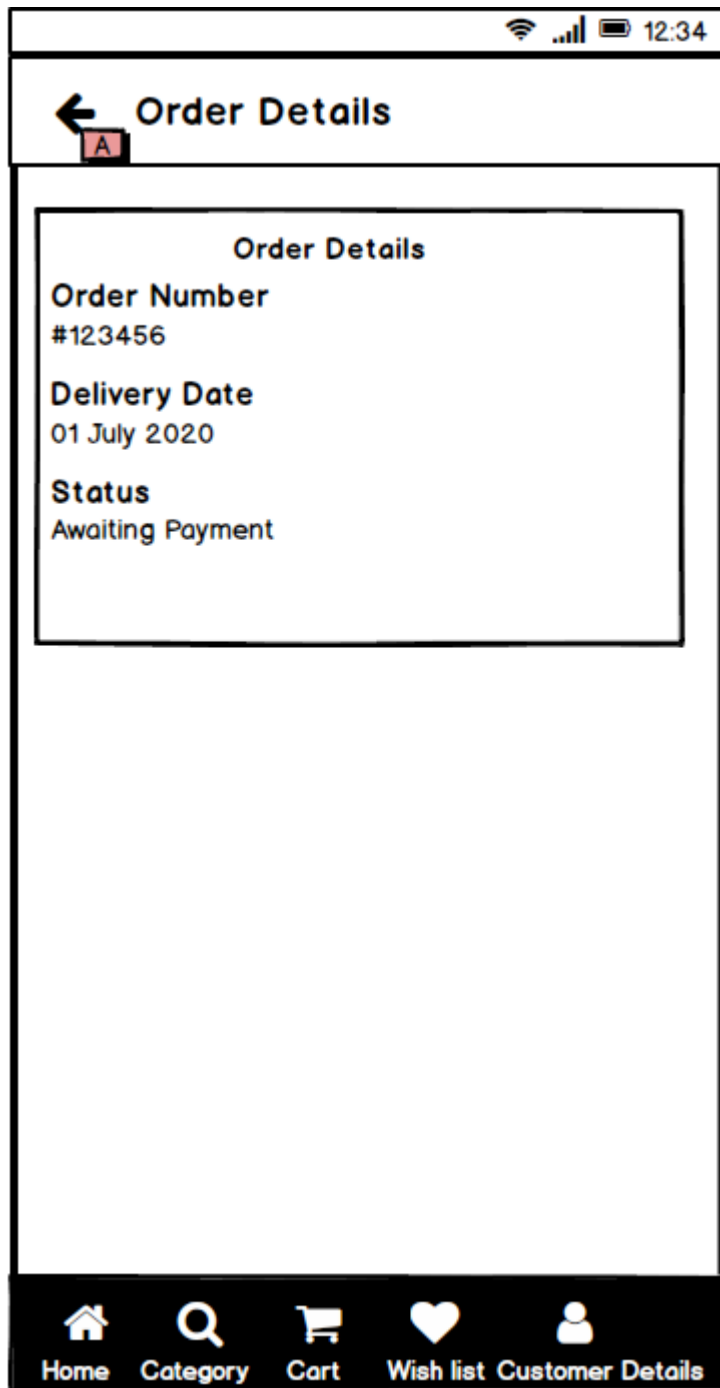 12:34
Order Details
A
Order Details
Order Number
#123456
Delivery Date
01 July 2020
Status
Awaiting Payment
Home Category Cart Wish list Customer Details